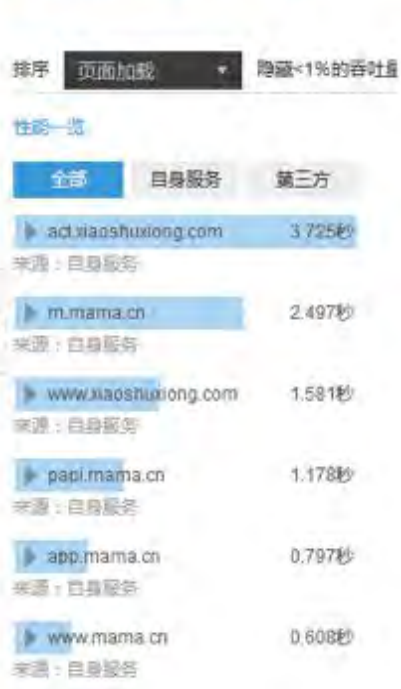 排序 页面加载 隐藏<1%的吞吐量
性能一览
全部 自身服务 第三方
act.xiaoshuxiong.com 3.725秒
来源：自身服务
m.mama.cn 2.497秒
来源：自身服务
www.xiaoshuxiong.com 1.581秒
来源：自身服务
papi.mama.cn 1.178秒
来源：自身服务
app.mama.cn 0.797秒
来源：自身服务
www.mama.cn 0.608秒
来源：自身服务